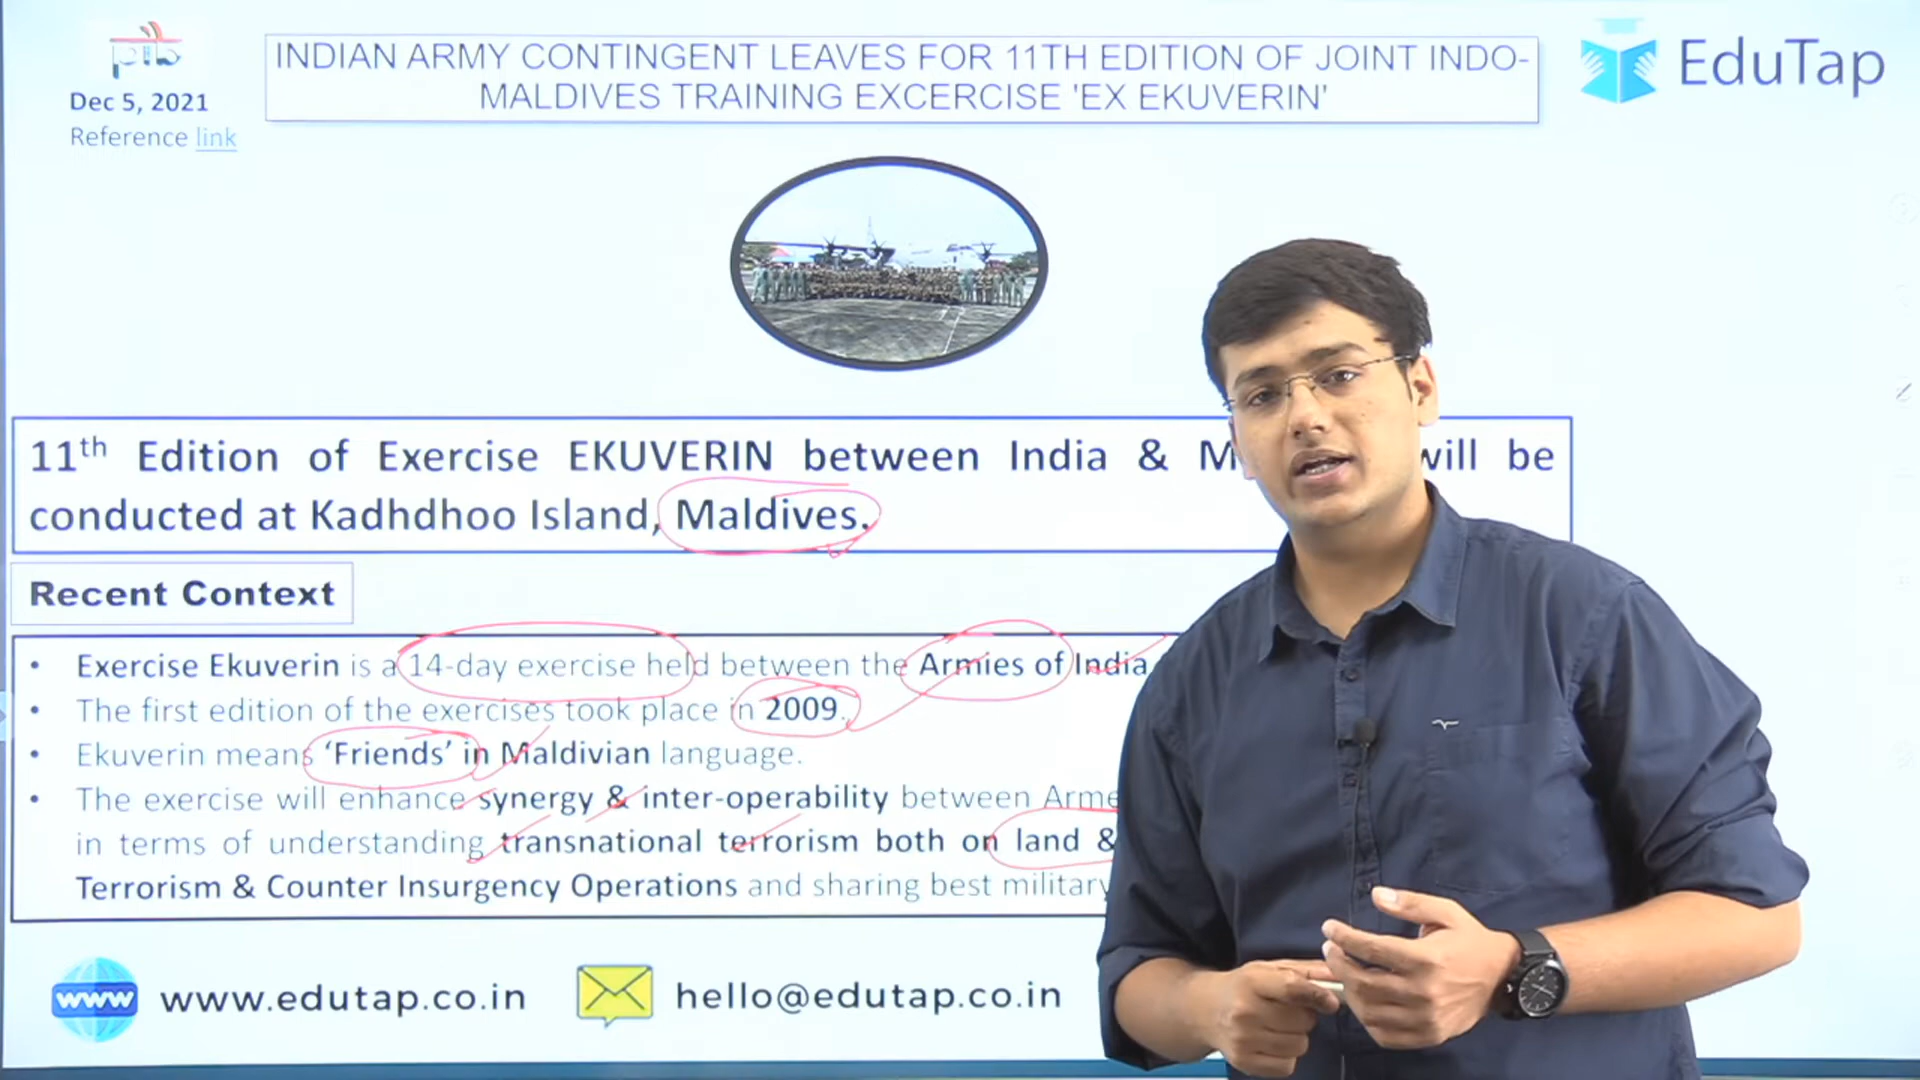 pib
Dec 5, 2021
Reference link
INDIAN ARMY CONTINGENT LEAVES FOR 11TH EDITION OF JOINT INDO-
MALDIVES TRAINING EXCERCISE 'EX EKUVERIN'
EduTap
11th Edition of Exercise EKUVERIN between India & M will be
conducted at Kadhdhoo Island, Maldives.
Recent Context
• Exercise Ekuverin is a 14-day exercise held between the Armies of India
• The first edition of the exercises took place in 2009.
• Ekuverin means ‘Friends’ in Maldivian language.
• The exercise will enhance synergy & inter-operability between Arme
in terms of understanding transnational terrorism both on land &
Terrorism & Counter Insurgency Operations and sharing best military
www www.edutap.co.in hello@edutap.co.in